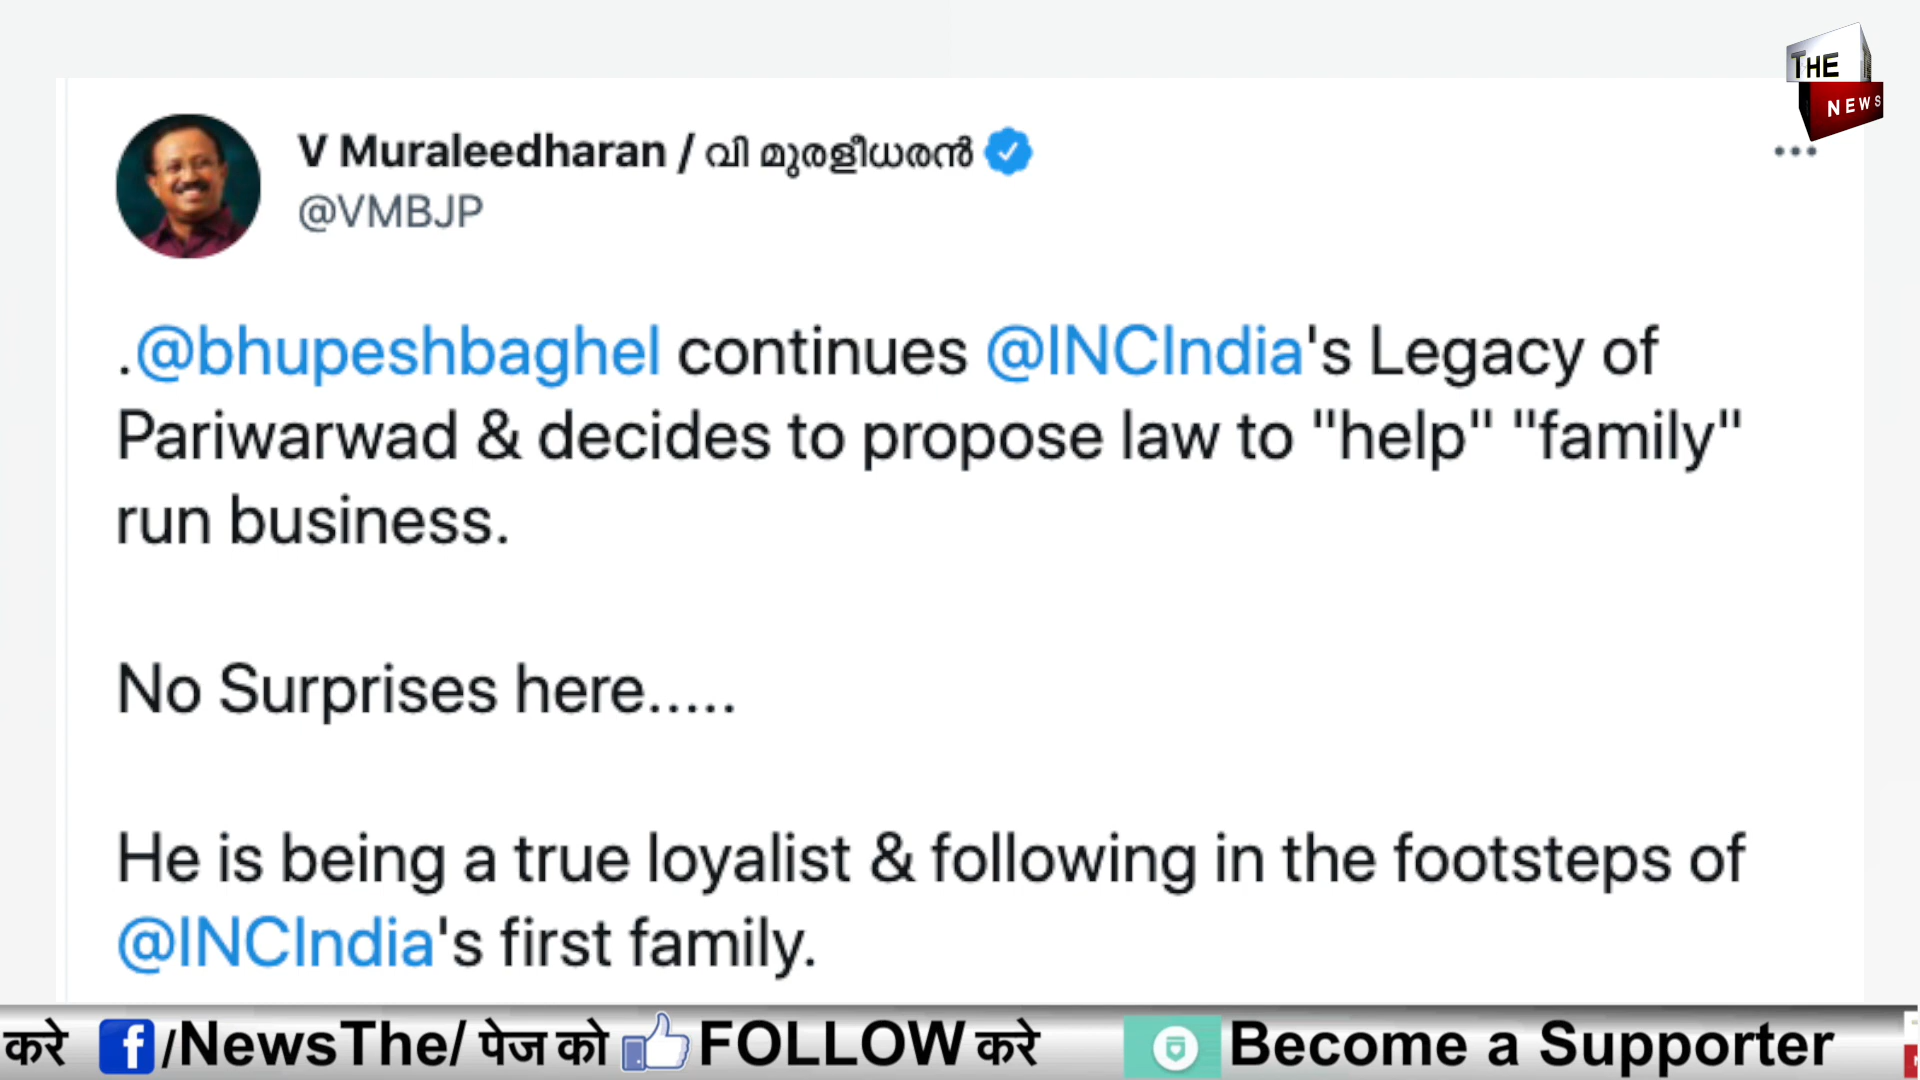 THE
NEWS
V Muraleedharan / വി മുരളീധരൻ
@VMBJP
.@bhupeshbaghel continues @INCIndia's Legacy of
Pariwarwad & decides to propose law to "help" "family"
run business.
No Surprises here.....
He is being a true loyalist & following in the footsteps of
@INCIndia's first family.
करे f/NewsThe/ पेज को FOLLOW करे Become a Supporter